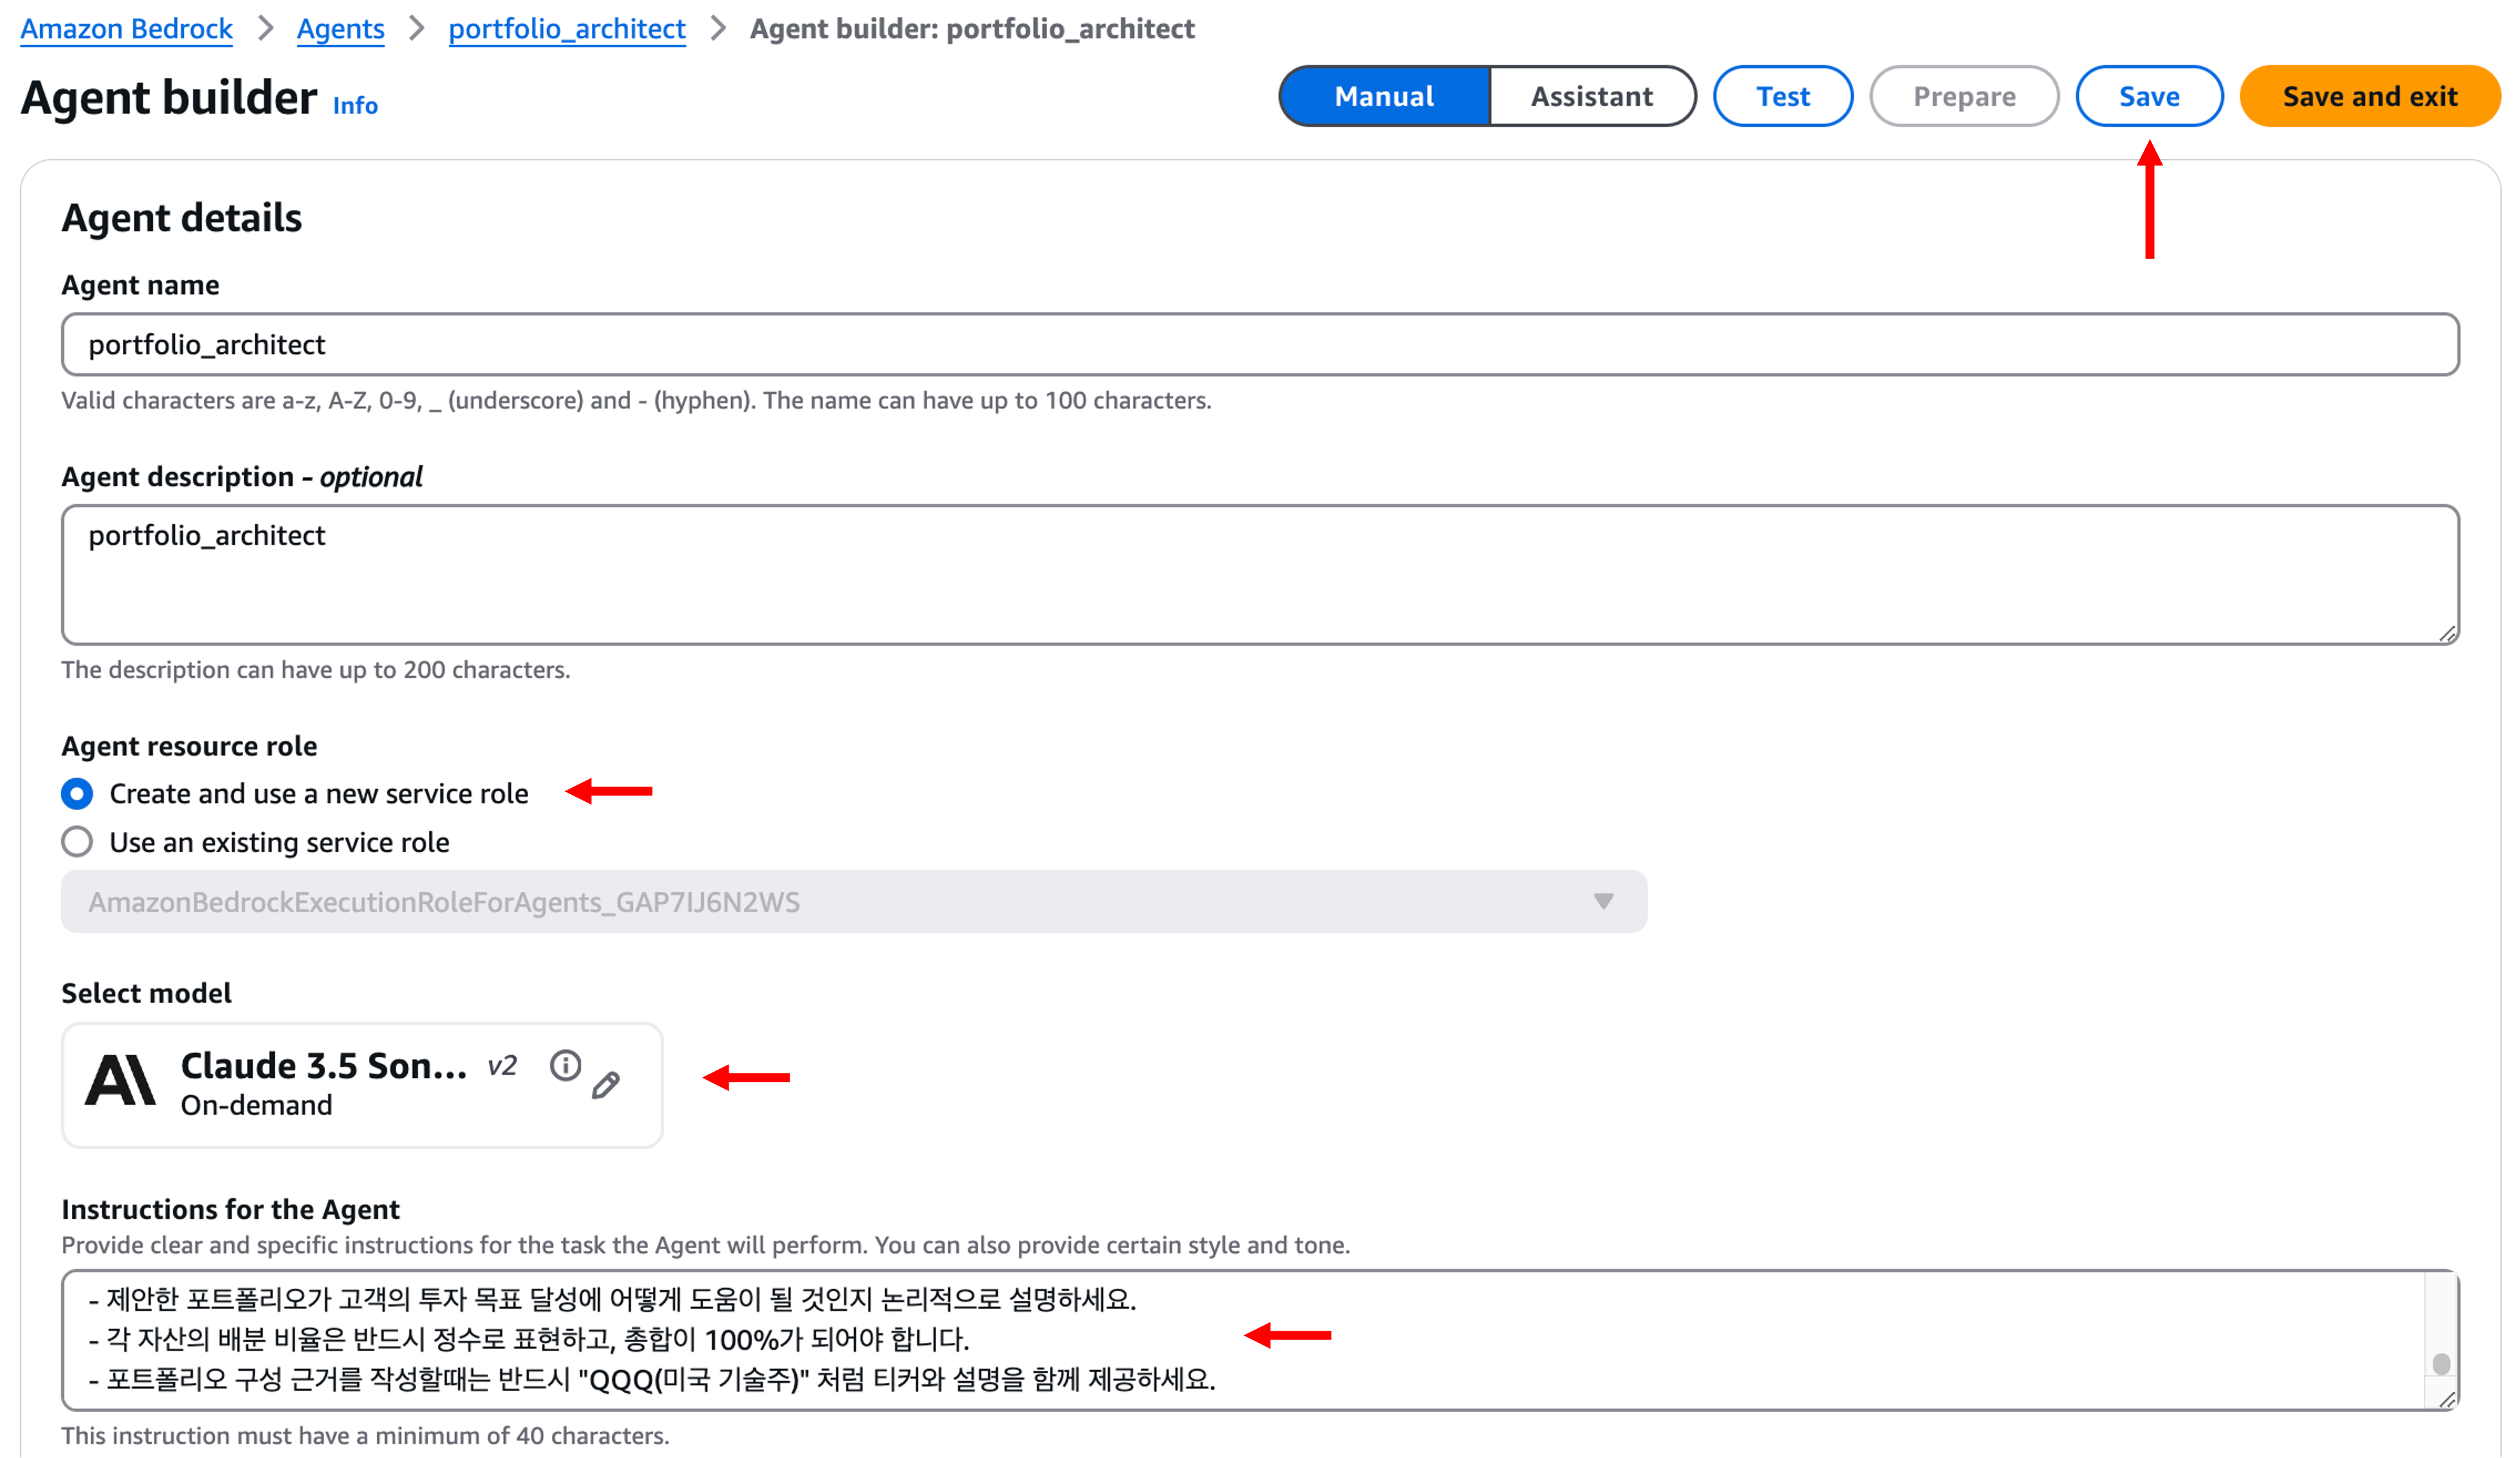 Amazon Bedrock > Agents > portfolio_architect > Agent builder: portfolio_architect
Agent builder Info
Manual Assistant Test Prepare Save Save and exit
Agent details
Agent name
portfolio_architect
Valid characters are a-z, A-Z, 0-9, _ (underscore) and - (hyphen). The name can have up to 100 characters.
Agent description - optional
portfolio_architect
The description can have up to 200 characters.
Agent resource role
Create and use a new service role
Use an existing service role
AmazonBedrockExecutionRoleForAgents_GAP7IJ6N2WS
Select model
Claude 3.5 Son... v2
On-demand
Instructions for the Agent
Provide clear and specific instructions for the task the Agent will perform. You can also provide certain style and tone.
- 제안한 포트폴리오가 고객의 투자 목표 달성에 어떻게 도움이 될 것인지 논리적으로 설명하세요.
- 각 자산의 배분 비율은 반드시 정수로 표현하고, 총합이 100%가 되어야 합니다.
- 포트폴리오 구성 근거를 작성할때는 반드시 "QQQ(미국 기술주)" 처럼 티커와 설명을 함께 제공하세요.
This instruction must have a minimum of 40 characters.